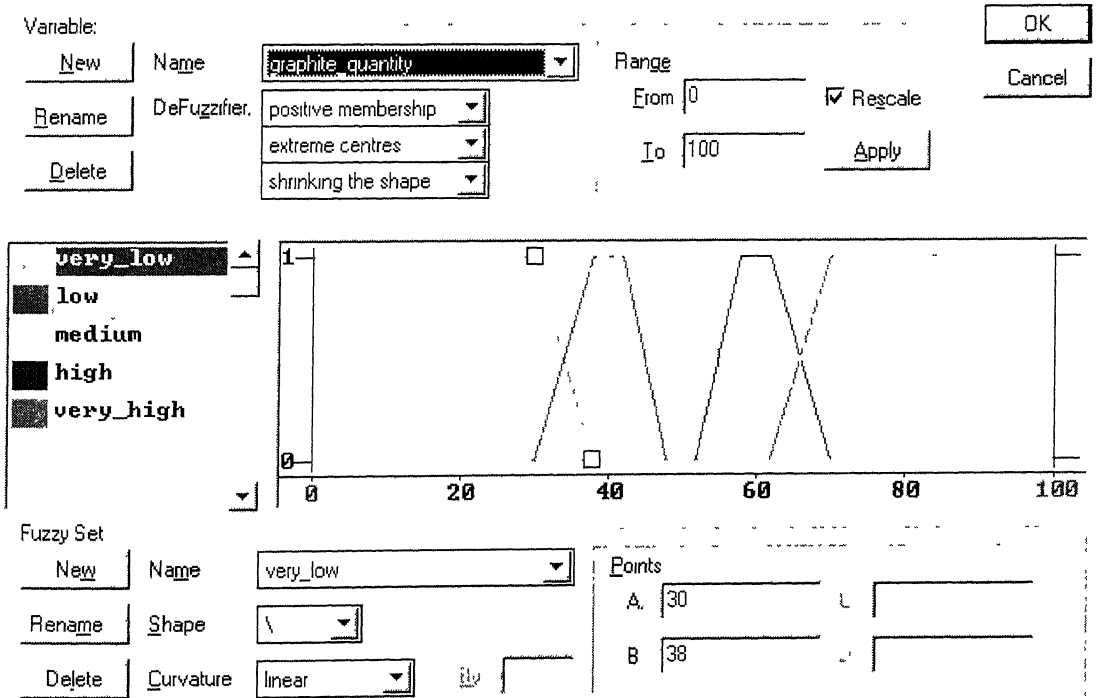 Variable:
OK
New
Name
graphite_quantity
Range
Cancel
From
0
Rescale
Rename
DeFuzzifier.
positive membership
extreme centres
To
100
Apply
Delete
shrinking the shape
very_low
low
medium
high
very_high
1
0
0
20
40
60
80
100
Fuzzy Set
New
Name
very_low
Points
A.
30
Rename
Shape
\
B
38
Delete
Curvature
linear